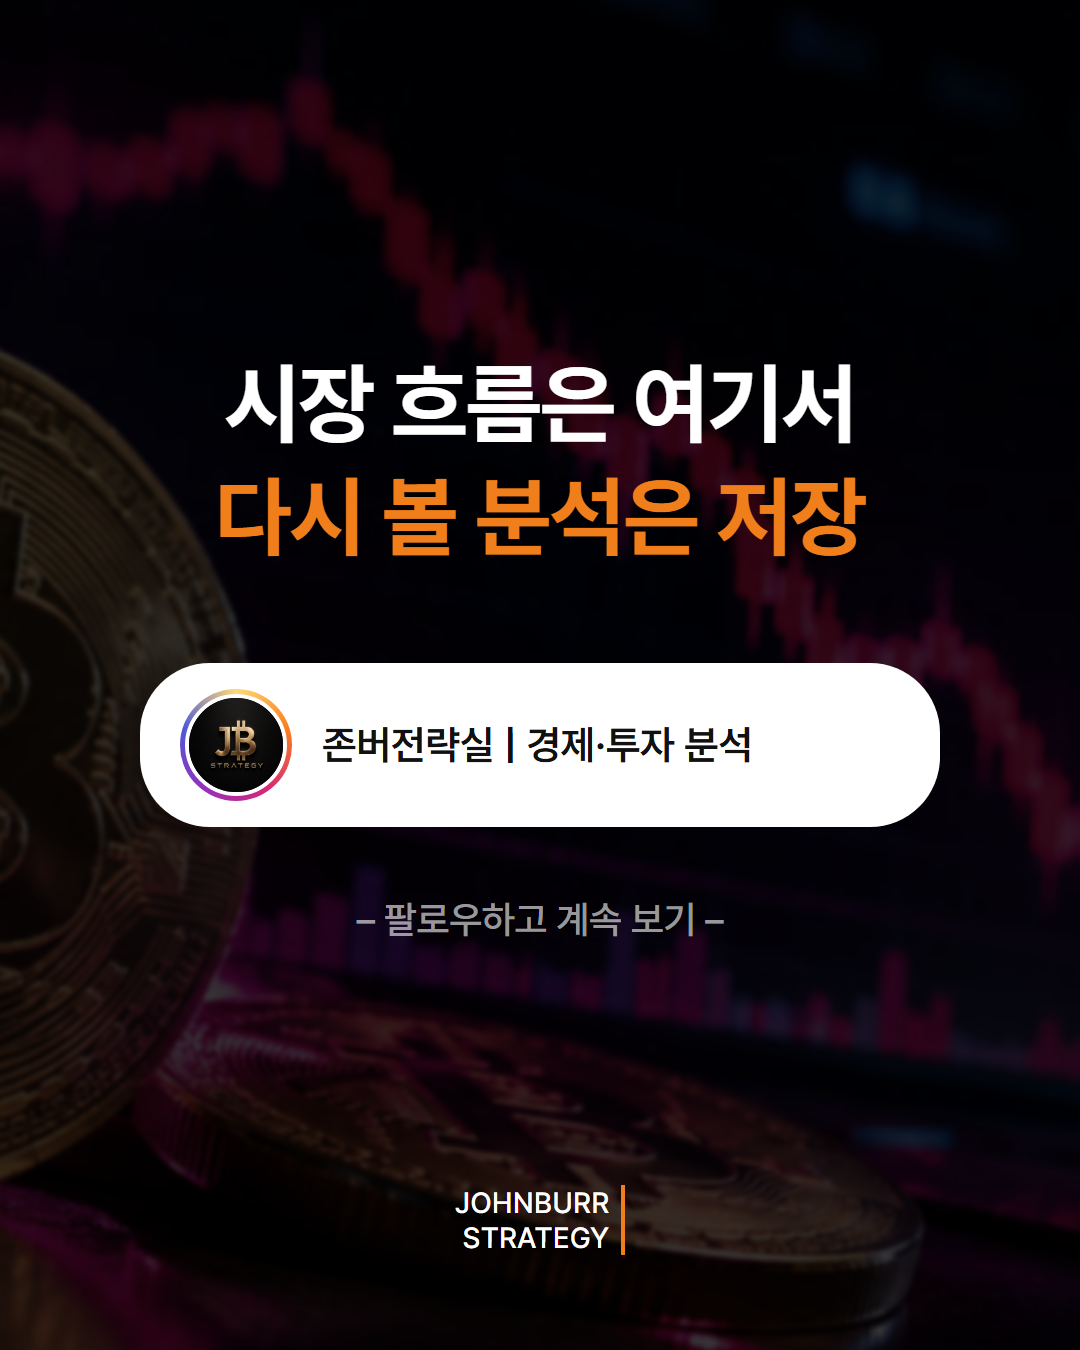 시장 흐름은 여기서
다시 볼 분석은 저장
JB
STRATEGY
존버전략실 | 경제·투자 분석
– 팔로우하고 계속 보기 –
JOHNBURR
STRATEGY